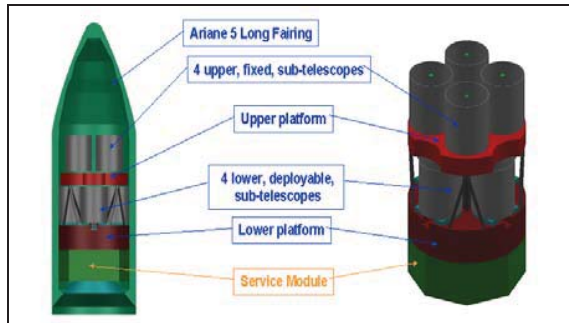 Ariane 5 Long Fairing
4 upper, fixed, sub-telescopes
Upper platform
4 lower, deployable,
sub-telescopes
Lower platform
Service Module